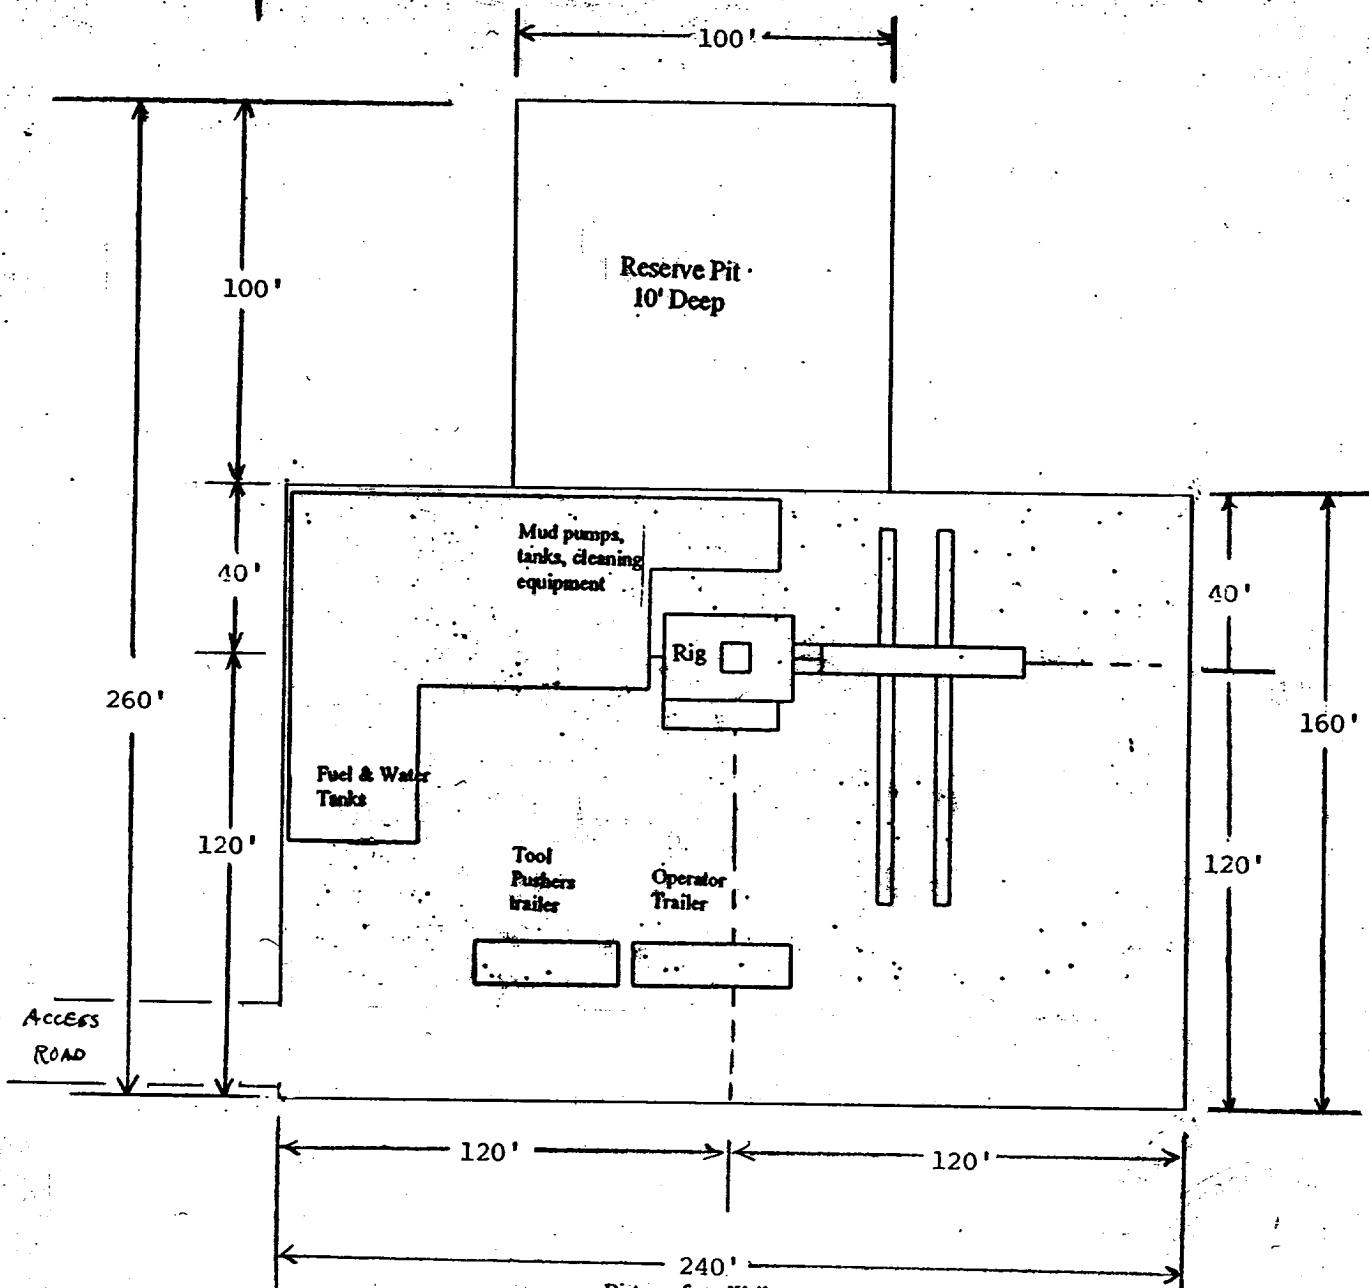 100'
100'
Reserve Pit
10' Deep
Mud pumps,
tanks, cleaning
equipment
40'
40'
Rig
260'
160'
Fuel & Water
Tanks
120'
120'
Tool
Pushers
trailer
Operator
Trailer
ACCESS
ROAD
120'
120'
240'